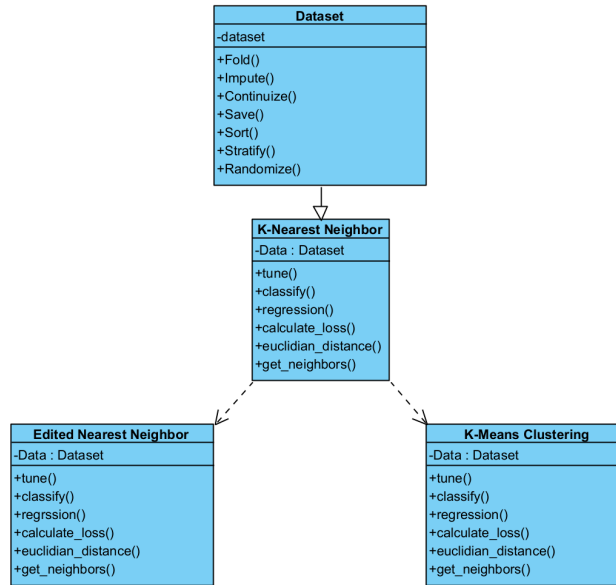 Dataset
-dataset
+Fold()
+Impute()
+Continuize()
+Save()
+Sort()
+Stratify()
+Randomize()
K-Nearest Neighbor
-Data : Dataset
+tune()
+classify()
+regression()
+calculate_loss()
+euclidian_distance()
+get_neighbors()
Edited Nearest Neighbor
-Data : Dataset
+tune()
+classify()
+regrssion()
+calculate_loss()
+euclidian_distance()
+get_neighbors()
K-Means Clustering
-Data : Dataset
+tune()
+classify()
+regression()
+calculate_loss()
+euclidian_distance()
+get_neighbors()